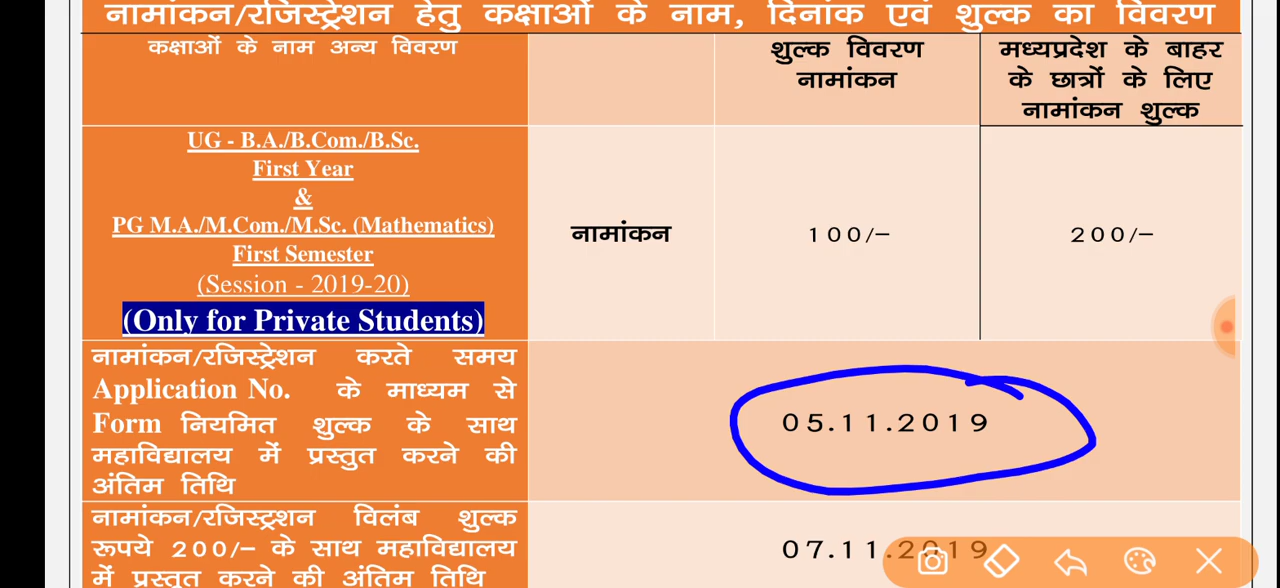 नामांकन/रजिस्ट्रेशन हेतु कक्षाओं के नाम, दिनांक एवं शुल्क का विवरण
कक्षाओं के नाम अन्य विवरण
शुल्क विवरण
नामांकन
मध्यप्रदेश के बाहर
के छात्रों के लिए
नामांकन शुल्क
UG - B.A./B.Com./B.Sc.
First Year
&
PG M.A./M.Com./M.Sc. (Mathematics)
First Semester
(Session - 2019-20)
(Only for Private Students)
नामांकन
100/–
200/–
नामांकन/रजिस्ट्रेशन करते समय
Application No. के माध्यम से
Form नियमित शुल्क के साथ
महाविद्यालय में प्रस्तुत करने की
अंतिम तिथि
05.11.2019
नामांकन/रजिस्ट्रशन विलंब शुल्क
रूपये 200/– के साथ महाविद्यालय
में प्रस्तुत करने की अंतिम तिथि
07.11.2019